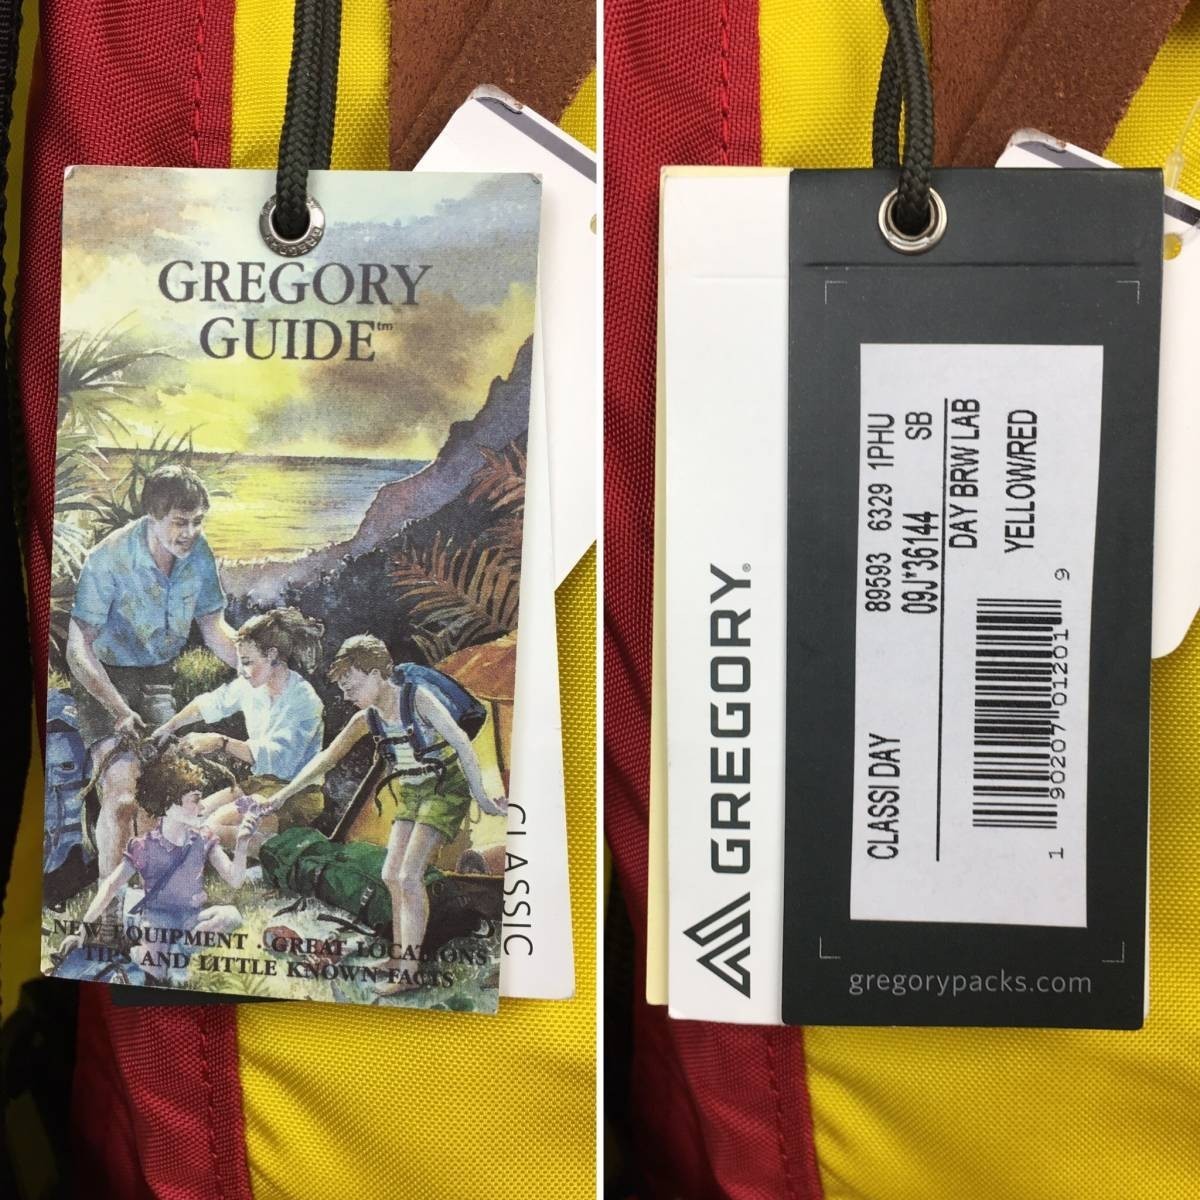 GREGORY
GUIDE™
NEW EQUIPMENT . GREAT LOCATIONS
TIPS AND LITTLE KNOWN FACTS
CLASSIC
GREGORY®
CLASSI DAY 89593 6329 1PHU
09J*36144 SB
DAY BRW LAB
YELLOW/RED
1 90207 01201 9
gregorypacks.com